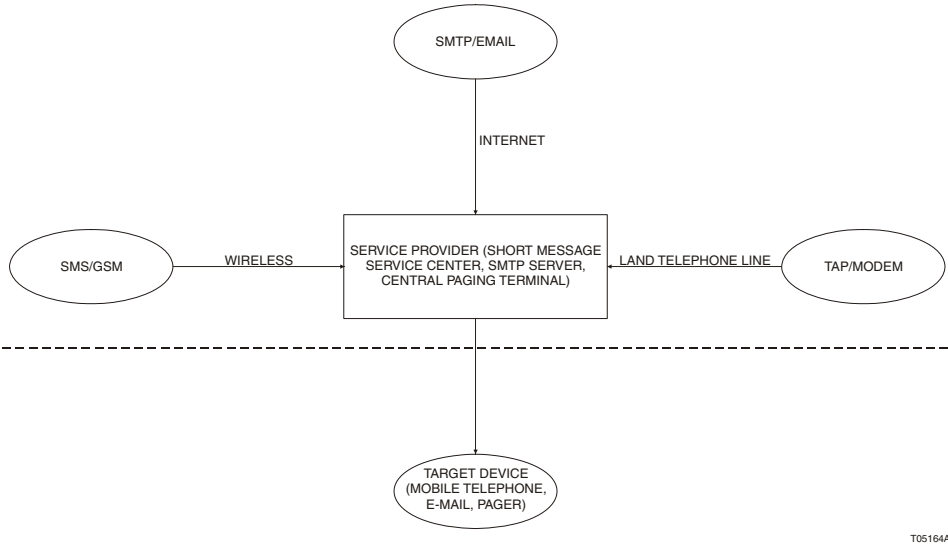 SMTP/EMAIL
INTERNET
SMS/GSM
WIRELESS
SERVICE PROVIDER (SHORT MESSAGE
SERVICE CENTER, SMTP SERVER,
CENTRAL PAGING TERMINAL)
LAND TELEPHONE LINE
TAP/MODEM
TARGET DEVICE
(MOBILE TELEPHONE,
E-MAIL, PAGER)
T05164A